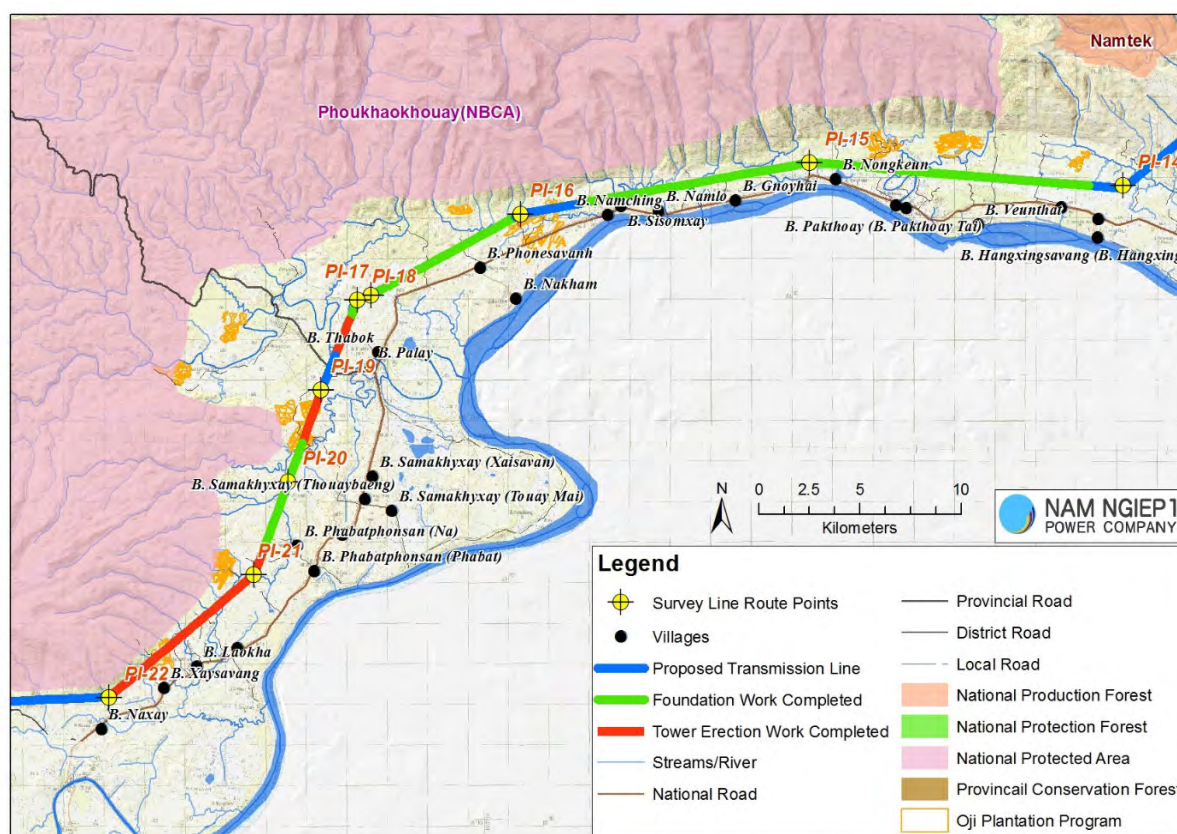 Namtek
Phoukhaokhouay(NBCA)
PI-15
PI-14
B. Nongkeun
PI-16
B. Gnoyhai
B. Namlo
B. Namching
B. Sisomxay
B. Veunthat
B. Pakthoay (B. Pakthoay Tai)
B. Hangxingsavang (B. Hangxing
B. Phonesavanh
PI-17
PI-18
B. Nakham
B. Thabok
B. Palay
PI-19
PI-20
B. Samakhyxay (Xaisavan)
B. Samakhyxay (Thouaybaeng)
B. Samakhyxay (Touay Mai)
B. Phabatphonsan (Na)
PI-21
B. Phabatphonsan (Phabat)
B. Laokha
PI-22
B. Xaysavang
B. Naxay
N
0 2.5 5 10
Kilometers
NAM NGIEP1
POWER COMPANY
Legend
Survey Line Route Points
Villages
Proposed Transmission Line
Foundation Work Completed
Tower Erection Work Completed
Streams/River
National Road
Provincial Road
District Road
Local Road
National Production Forest
National Protection Forest
National Protected Area
Provincail Conservation Forest
Oji Plantation Program